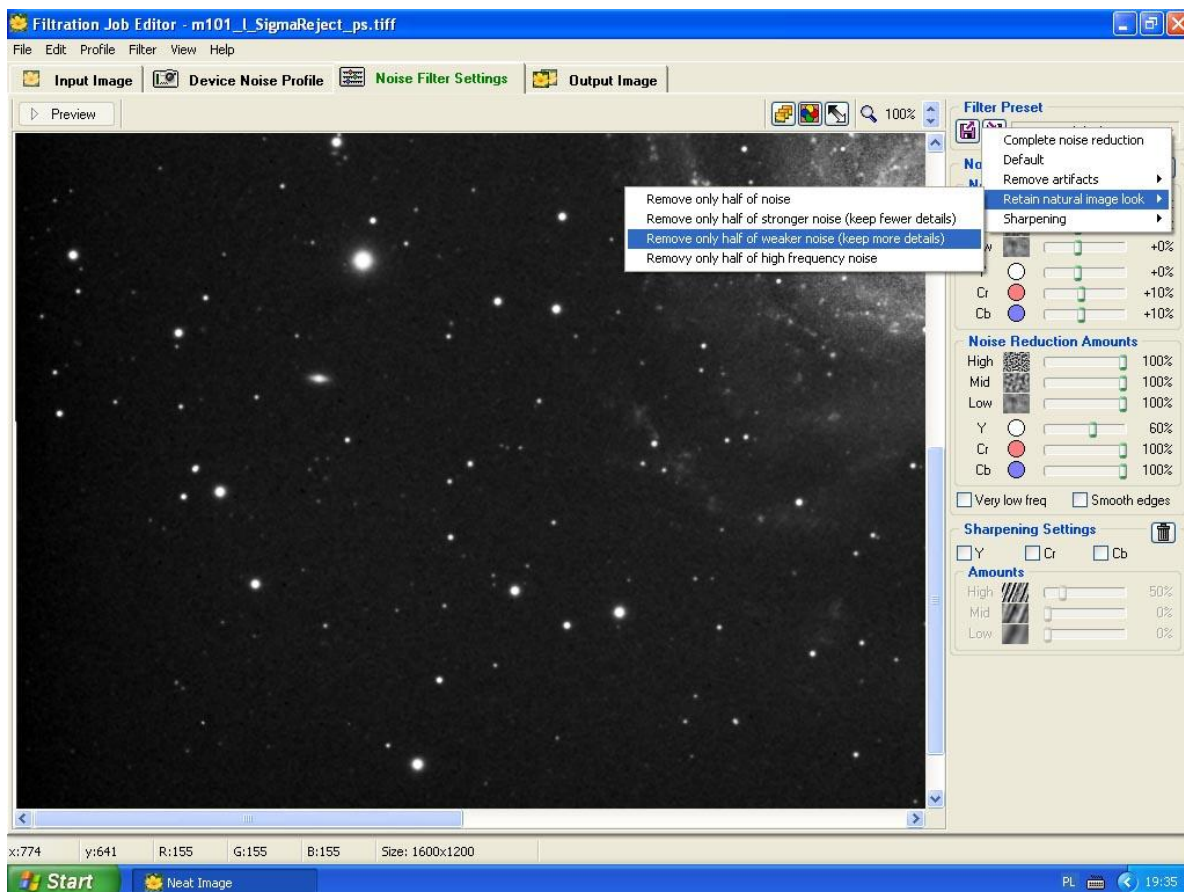 Filtration Job Editor - m101_l_SigmaReject_ps.tiff
File Edit Profile Filter View Help
Input Image Device Noise Profile Noise Filter Settings Output Image
Preview 100%
Filter Preset
Complete noise reduction
Default
Remove artifacts
Retain natural image look
Sharpening
Remove only half of noise
Remove only half of stronger noise (keep fewer details)
Remove only half of weaker noise (keep more details)
Removy only half of high frequency noise
+0%
+0%
Cr +10%
Cb +10%
Noise Reduction Amounts
High 100%
Mid 100%
Low 100%
Y 60%
Cr 100%
Cb 100%
Very low freq Smooth edges
Sharpening Settings
Y Cr Cb
Amounts
High 50%
Mid 0%
Low 0%
x:774 y:641 R:155 G:155 B:155 Size: 1600x1200
Start Neat Image PL 19:35